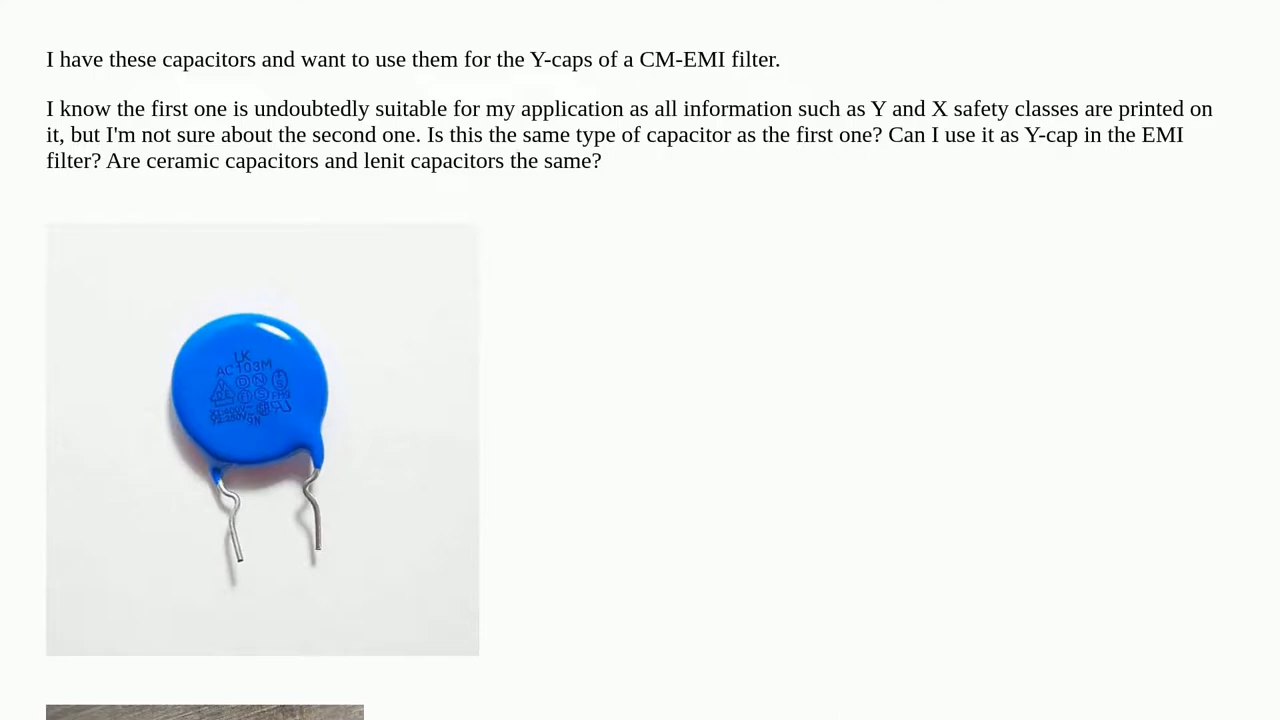 I have these capacitors and want to use them for the Y-caps of a CM-EMI filter.
I know the first one is undoubtedly suitable for my application as all information such as Y and X safety classes are printed on
it, but I'm not sure about the second one. Is this the same type of capacitor as the first one? Can I use it as Y-cap in the EMI
filter? Are ceramic capacitors and lenit capacitors the same?
LK
AC103M